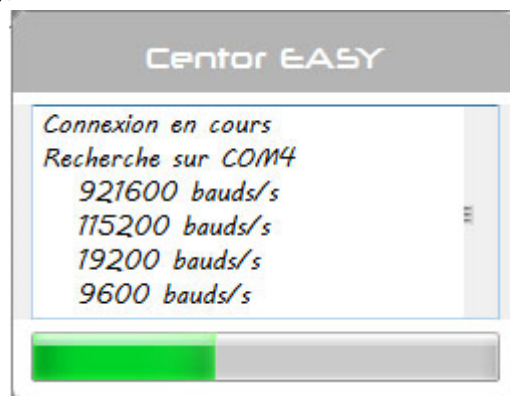 Centor EASY
Connexion en cours
Recherche sur COM4
921600 bauds/s
115200 bauds/s
19200 bauds/s
9600 bauds/s